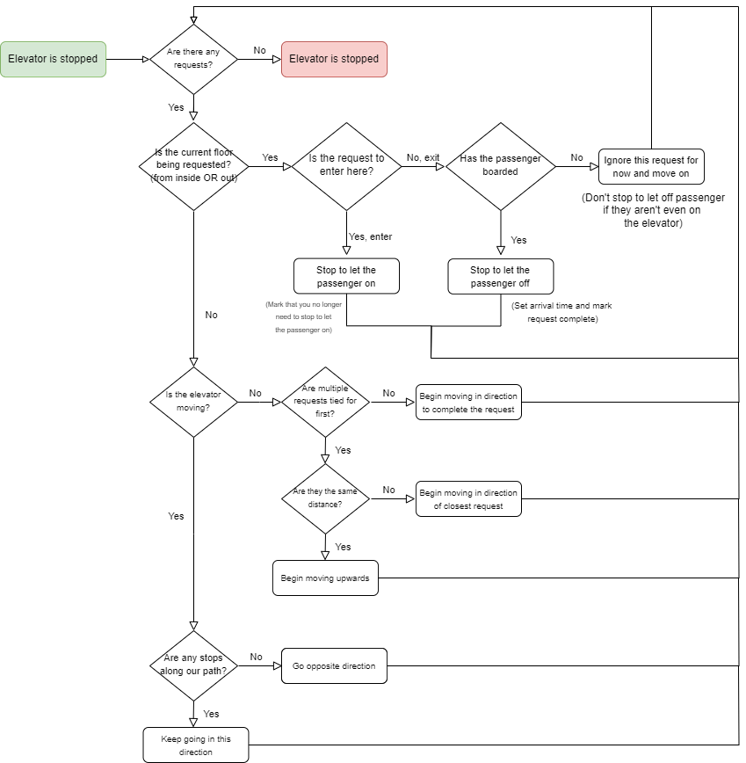 Elevator is stopped
Are there any
requests?
No
Elevator is stopped
Yes
Is the current floor
being requested?
(from inside OR out)
Yes
Is the request to
enter here?
No, exit
Has the passenger
boarded
No
Ignore this request for
now and move on
(Don't stop to let off passenger
if they aren't even on
the elevator)
Yes, enter
Yes
Stop to let the
passenger on
Stop to let the
passenger off
(Mark that you no longer
need to stop to let
the passenger on)
(Set arrival time and mark
request complete)
No
Is the elevator
moving?
No
Are multiple
requests tied for
first?
No
Begin moving in direction
to complete the request
Yes
Are they the same
distance?
No
Begin moving in direction
of closest request
Yes
Yes
Begin moving upwards
Are any stops
along our path?
No
Go opposite direction
Yes
Keep going in this
direction